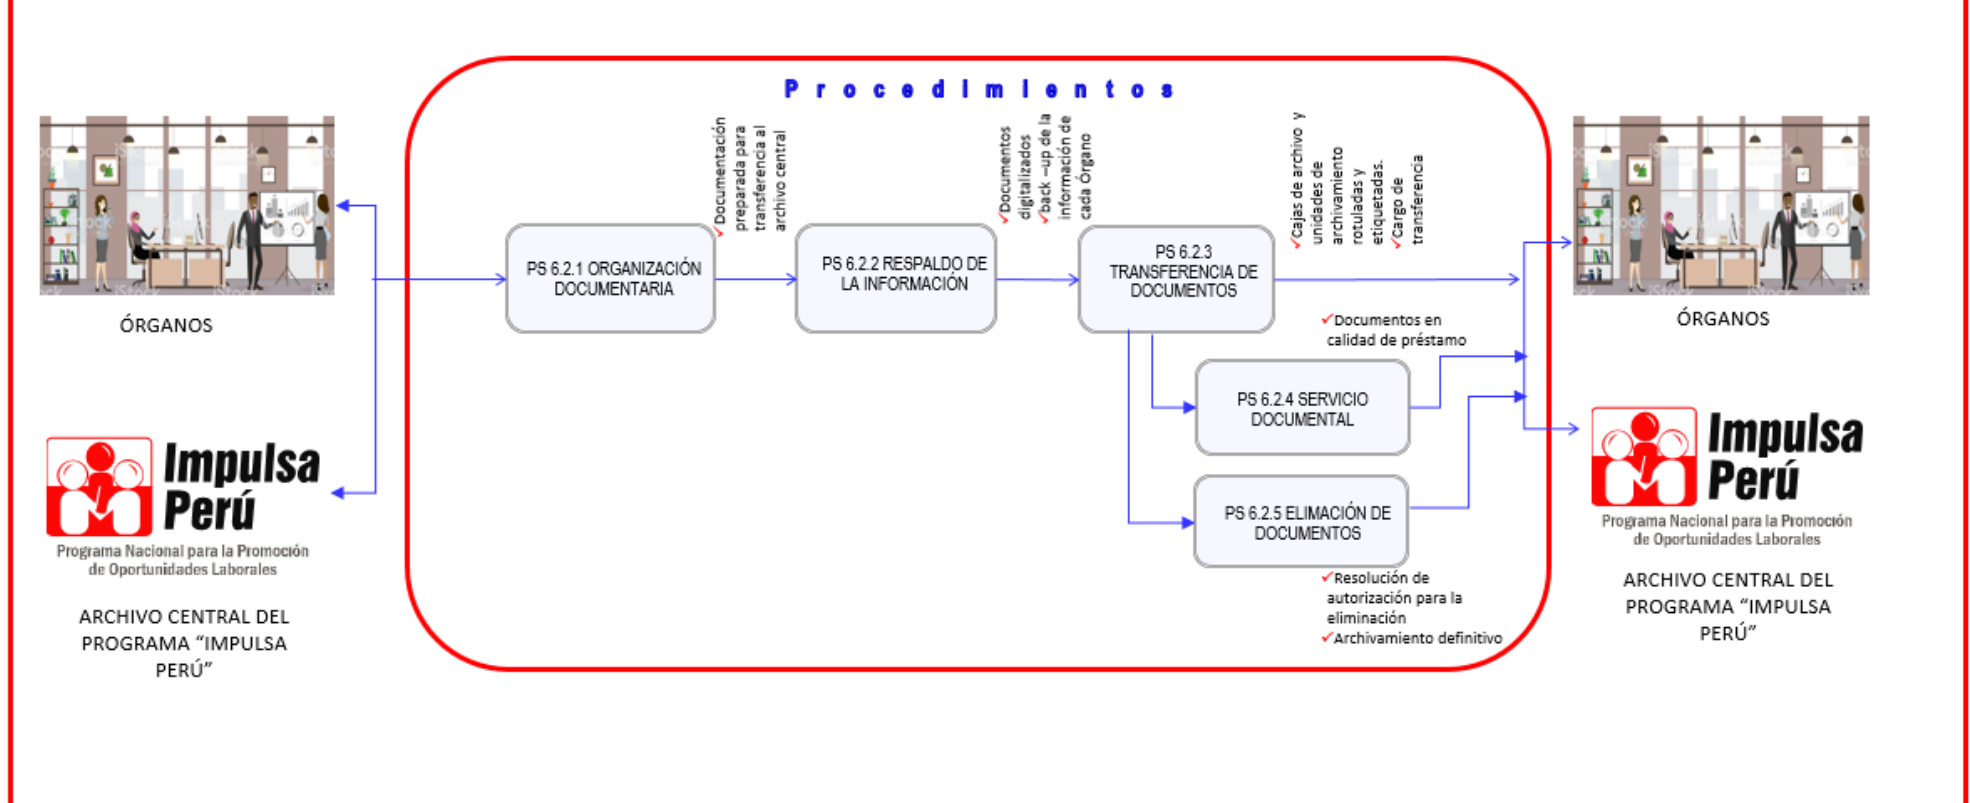 Procedimientos
ÓRGANOS
Impulsa
Perú
Programa Nacional para la Promoción
de Oportunidades Laborales
ARCHIVO CENTRAL DEL
PROGRAMA “IMPULSA
PERÚ”
PS 6.2.1 ORGANIZACIÓN
DOCUMENTARIA
✓Documentación
preparada para
transferencia al
archivo central
PS 6.2.2 RESPALDO DE
LA INFORMACIÓN
✓Documentos
digitalizados
✓back –up de la
información de
cada Órgano
PS 6.2.3
TRANSFERENCIA DE
DOCUMENTOS
✓Cajas de archivo y
unidades de
archivamiento
rotuladas y
etiquetadas.
✓Cargo de
transferencia
✓Documentos en
calidad de préstamo
PS 6.2.4 SERVICIO
DOCUMENTAL
PS 6.2.5 ELIMACIÓN DE
DOCUMENTOS
✓Resolución de
autorización para la
eliminación
✓Archivamiento definitivo
ÓRGANOS
Impulsa
Perú
Programa Nacional para la Promoción
de Oportunidades Laborales
ARCHIVO CENTRAL DEL
PROGRAMA “IMPULSA
PERÚ”